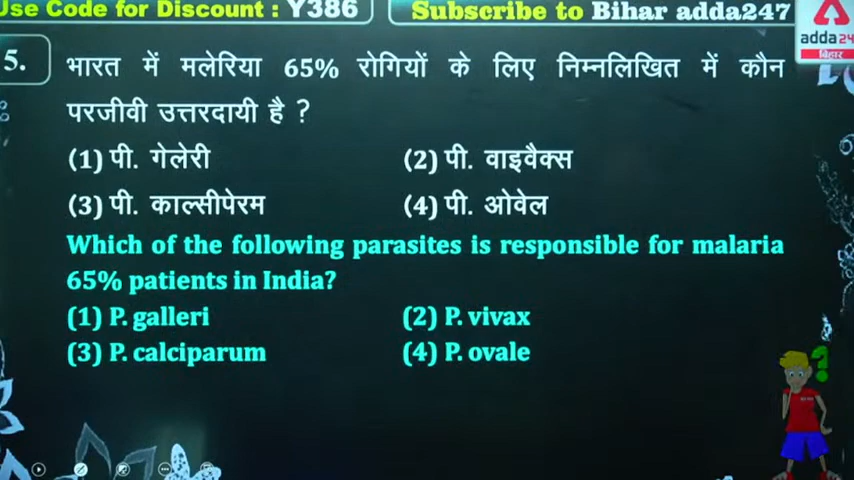 Use Code for Discount : Y386
Subscribe to Bihar adda247
adda24
बिहार
5. भारत में मलेरिया 65% रोगियों के लिए निम्नलिखित में कौन
परजीवी उत्तरदायी है ?
(1) पी. गेलेरी (2) पी. वाइवैक्स
(3) पी. काल्सीपेरम (4) पी. ओवेल
Which of the following parasites is responsible for malaria
65% patients in India?
(1) P. galleri (2) P. vivax
(3) P. calciparum (4) P. ovale